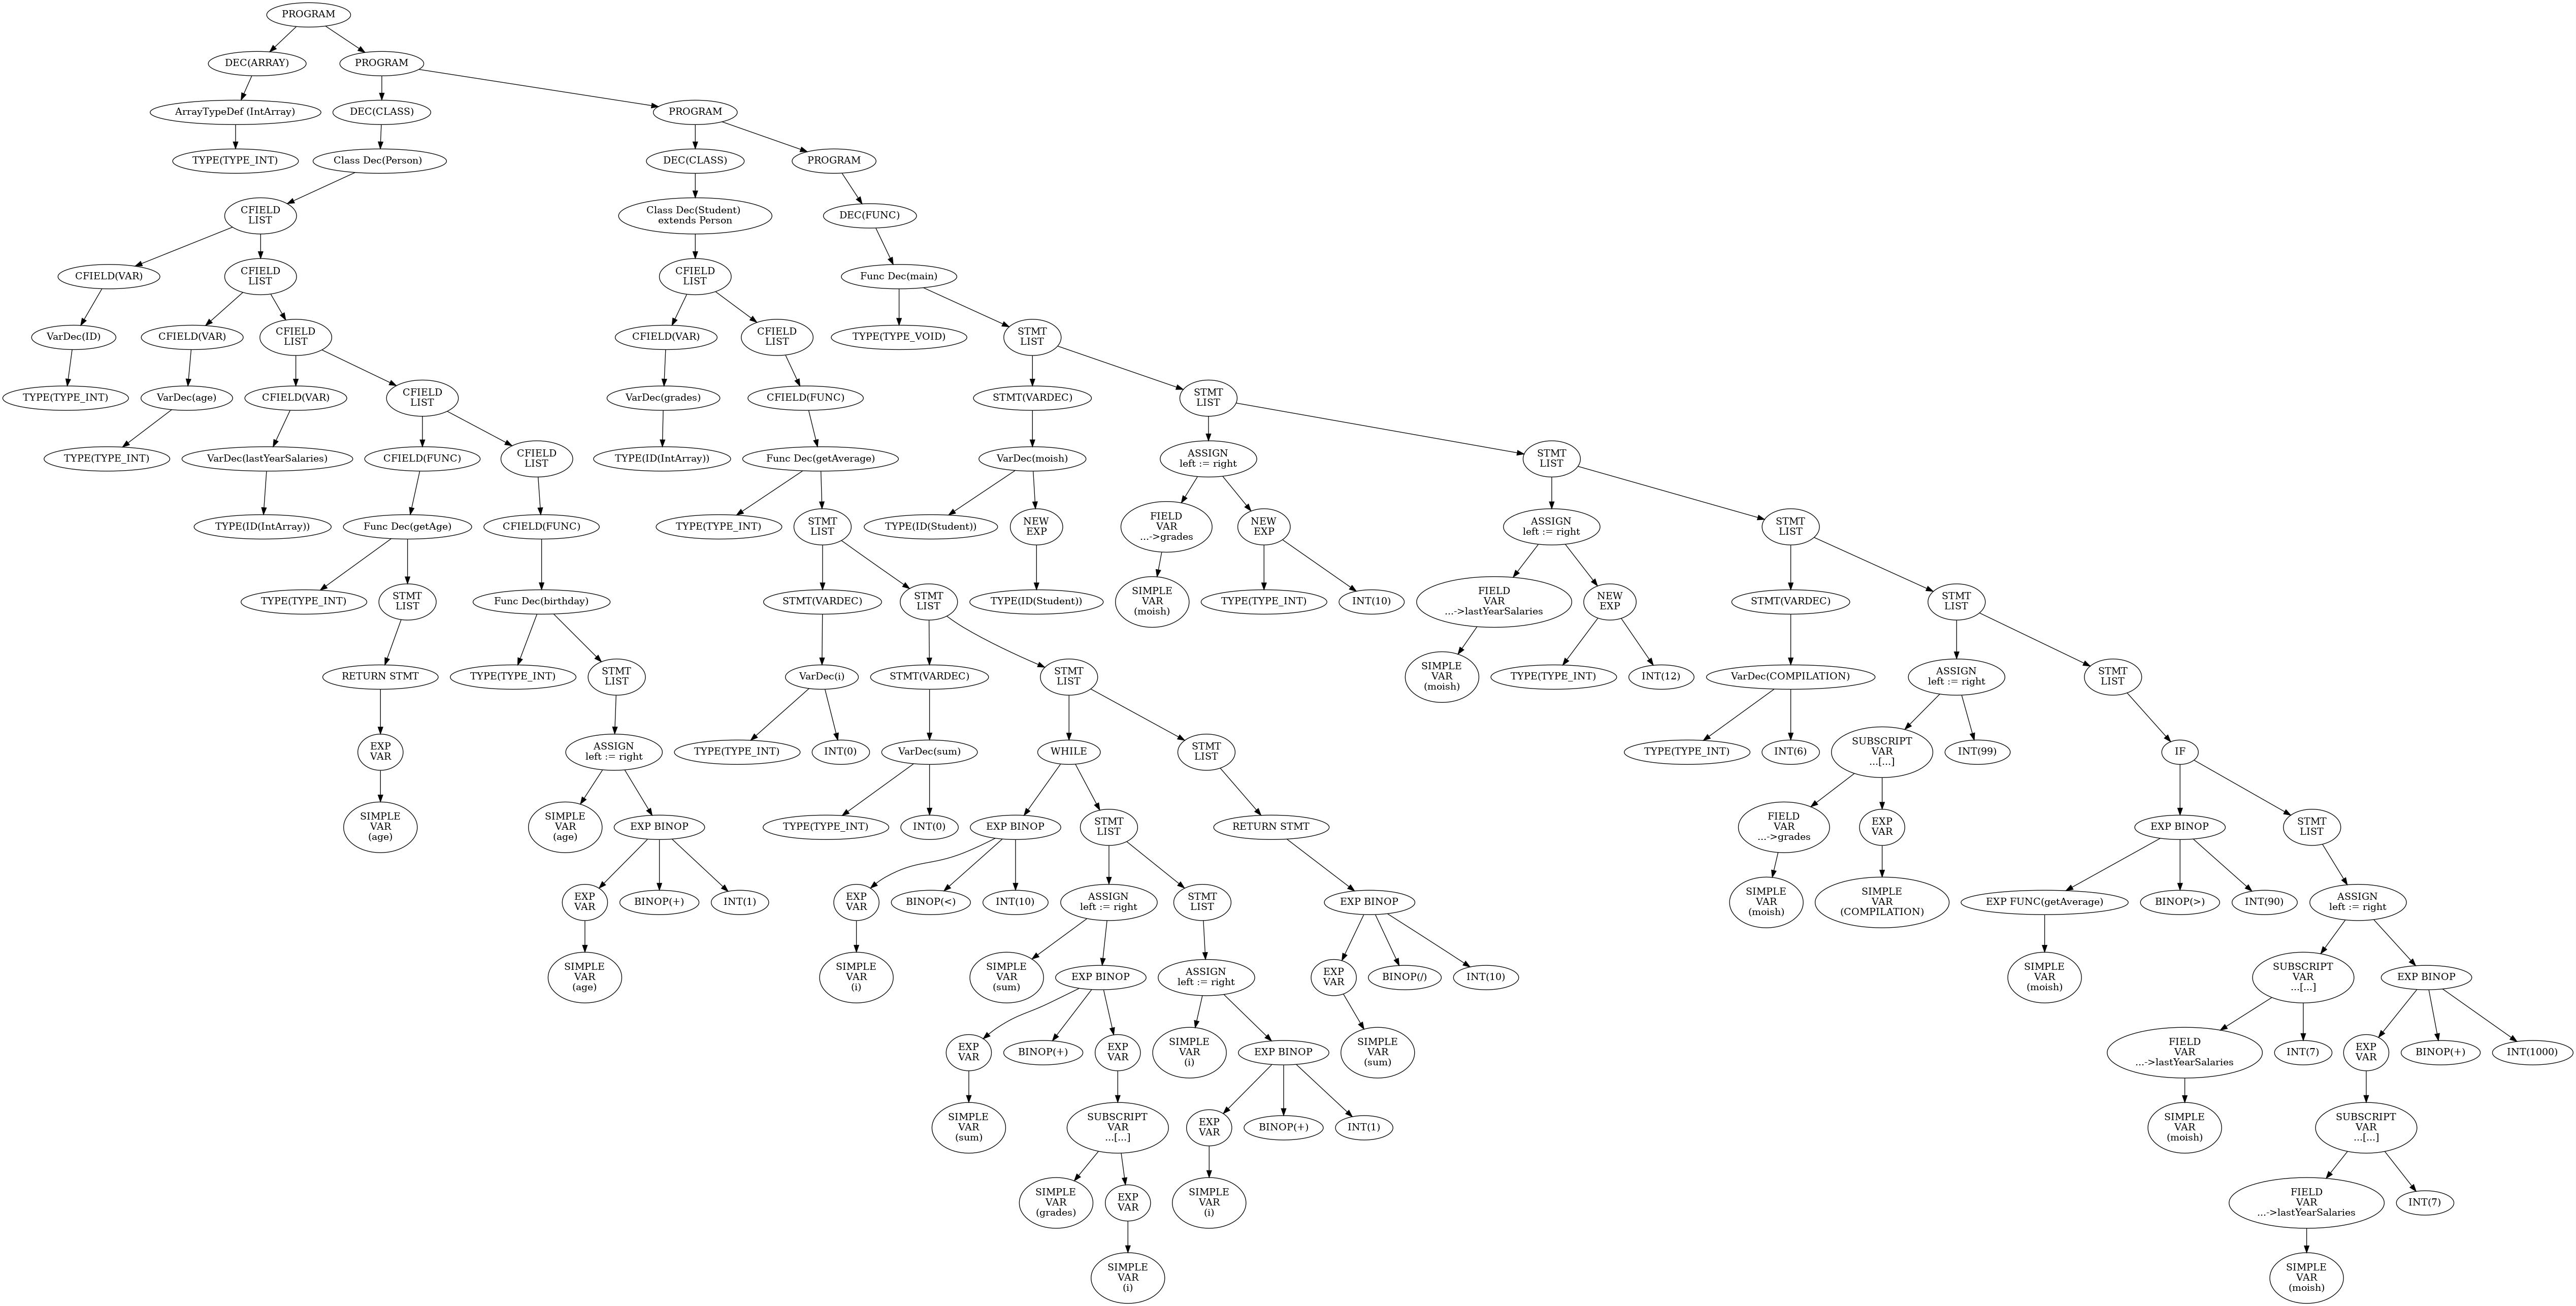 PROGRAM
DEC(ARRAY)
PROGRAM
ArrayTypeDef (IntArray)
DEC(CLASS)
PROGRAM
TYPE(TYPE_INT)
Class Dec(Person)
DEC(CLASS)
PROGRAM
CFIELD
LIST
Class Dec(Student)
extends Person
DEC(FUNC)
CFIELD(VAR)
CFIELD
LIST
CFIELD
LIST
Func Dec(main)
VarDec(ID)
CFIELD(VAR)
CFIELD
LIST
CFIELD(VAR)
CFIELD
LIST
TYPE(TYPE_VOID)
STMT
LIST
TYPE(TYPE_INT)
VarDec(age)
CFIELD(VAR)
CFIELD
LIST
VarDec(grades)
CFIELD(FUNC)
STMT(VARDEC)
STMT
LIST
TYPE(TYPE_INT)
VarDec(lastYearSalaries)
CFIELD(FUNC)
CFIELD
LIST
TYPE(ID(IntArray))
Func Dec(getAverage)
VarDec(moish)
ASSIGN
left := right
STMT
LIST
TYPE(ID(IntArray))
Func Dec(getAge)
CFIELD(FUNC)
TYPE(TYPE_INT)
STMT
LIST
TYPE(ID(Student))
NEW
EXP
FIELD
VAR
...->grades
NEW
EXP
ASSIGN
left := right
STMT
LIST
TYPE(TYPE_INT)
STMT
LIST
Func Dec(birthday)
STMT(VARDEC)
STMT
LIST
TYPE(ID(Student))
SIMPLE
VAR
(moish)
TYPE(TYPE_INT)
INT(10)
FIELD
VAR
...->lastYearSalaries
NEW
EXP
STMT(VARDEC)
STMT
LIST
RETURN STMT
TYPE(TYPE_INT)
STMT
LIST
VarDec(i)
STMT(VARDEC)
STMT
LIST
SIMPLE
VAR
(moish)
TYPE(TYPE_INT)
INT(12)
VarDec(COMPILATION)
ASSIGN
left := right
STMT
LIST
EXP
VAR
ASSIGN
left := right
TYPE(TYPE_INT)
INT(0)
VarDec(sum)
WHILE
STMT
LIST
TYPE(TYPE_INT)
INT(6)
SUBSCRIPT
VAR
...[...]
INT(99)
IF
SIMPLE
VAR
(age)
SIMPLE
VAR
(age)
EXP BINOP
TYPE(TYPE_INT)
INT(0)
EXP BINOP
STMT
LIST
RETURN STMT
FIELD
VAR
...->grades
EXP
VAR
EXP BINOP
STMT
LIST
EXP
VAR
BINOP(+)
INT(1)
EXP
VAR
BINOP(<)
INT(10)
ASSIGN
left := right
STMT
LIST
EXP BINOP
SIMPLE
VAR
(moish)
SIMPLE
VAR
(COMPILATION)
EXP FUNC(getAverage)
BINOP(>)
INT(90)
ASSIGN
left := right
SIMPLE
VAR
(age)
SIMPLE
VAR
(i)
SIMPLE
VAR
(sum)
EXP BINOP
ASSIGN
left := right
EXP
VAR
BINOP(/)
INT(10)
SIMPLE
VAR
(moish)
SUBSCRIPT
VAR
...[...]
EXP BINOP
EXP
VAR
BINOP(+)
EXP
VAR
SIMPLE
VAR
(i)
EXP BINOP
SIMPLE
VAR
(sum)
FIELD
VAR
...->lastYearSalaries
INT(7)
EXP
VAR
BINOP(+)
INT(1000)
SIMPLE
VAR
(sum)
SUBSCRIPT
VAR
...[...]
EXP
VAR
BINOP(+)
INT(1)
SIMPLE
VAR
(moish)
SUBSCRIPT
VAR
...[...]
SIMPLE
VAR
(grades)
EXP
VAR
SIMPLE
VAR
(i)
FIELD
VAR
...->lastYearSalaries
INT(7)
SIMPLE
VAR
(i)
SIMPLE
VAR
(moish)